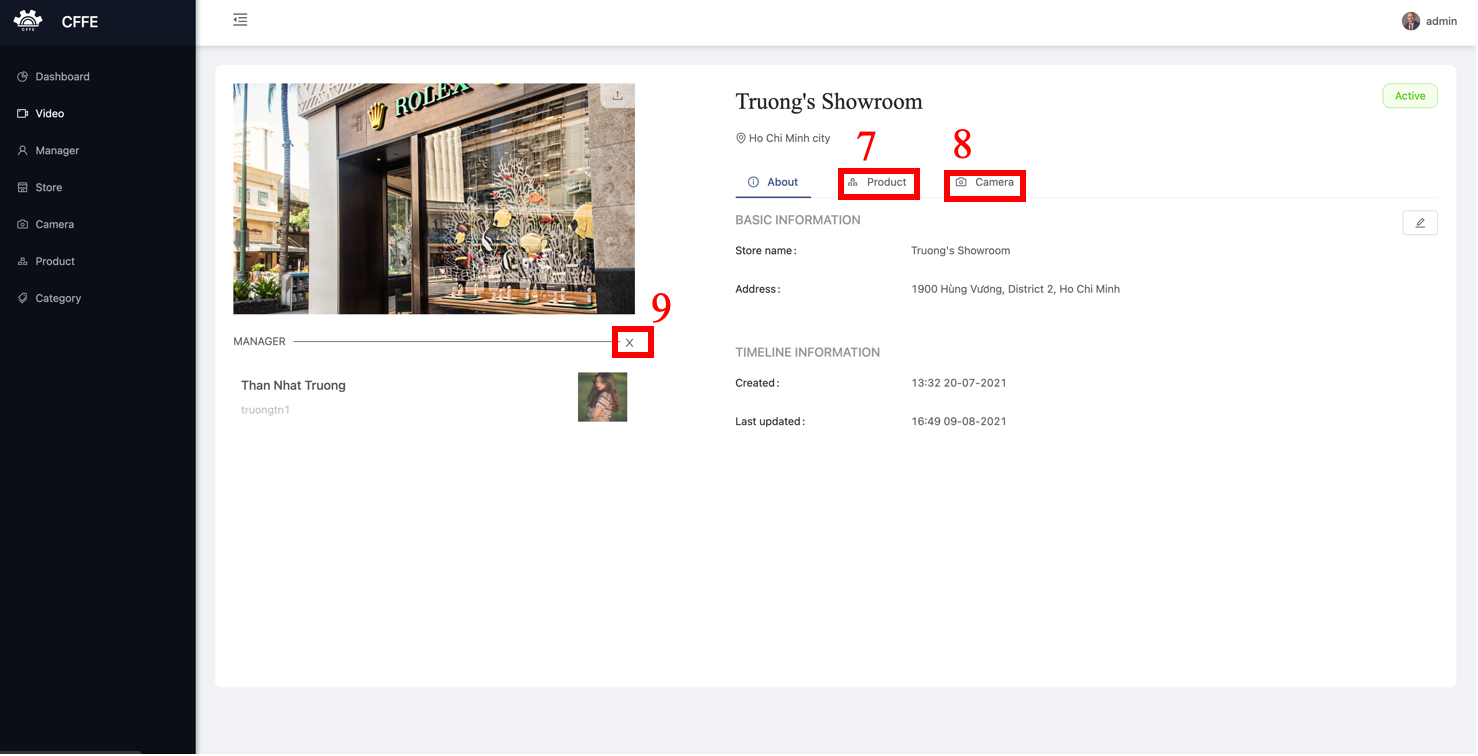 CFFE
CFFE
admin
Dashboard
Video
Manager
Store
Camera
Product
Category
ROLEX
MANAGER
X
9
Than Nhat Truong
truongtn1
Truong's Showroom
Active
Ho Chi Minh city
7
8
About
Product
Camera
BASIC INFORMATION
Store name:
Truong's Showroom
Address:
1900 Hùng Vương, District 2, Ho Chi Minh
TIMELINE INFORMATION
Created:
13:32 20-07-2021
Last updated:
16:49 09-08-2021